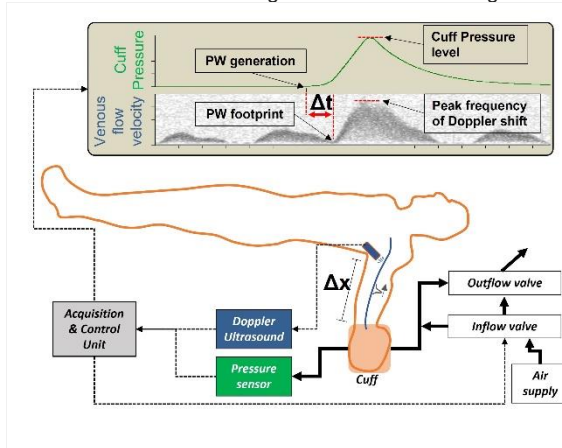 Cuff
Pressure
PW generation
Cuff Pressure
level
Δt
Venous
flow
velocity
PW footprint
Peak frequency
of Doppler shift
Δx
Outflow valve
Acquisition
& Control
Unit
Doppler
Ultrasound
Inflow valve
Pressure
sensor
Cuff
Air
supply